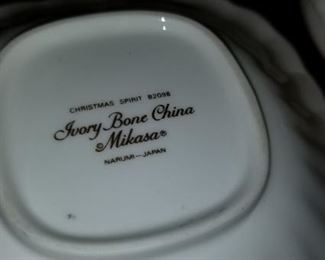 CHRISTMAS SPIRIT B2098
Ivory Bone China
Mikasa®
NARUMI—JAPAN